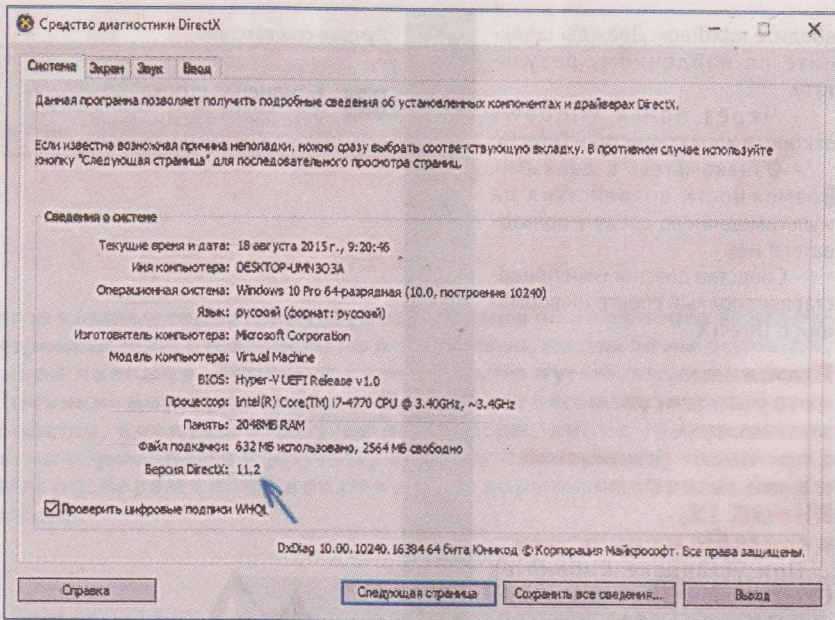 Средство диагностики DirectX
Система Экран Звук Ввод
Данная программа позволяет получить подробные сведения об установленных компонентах и драйверах DirectX.
Если известна возможная причина неполадки, можно сразу выбрать соответствующую вкладку. В противном случае используйте
кнопку "Следующая страница" для последовательного просмотра страниц.
Сведения о системе
Текущие время и дата: 18 августа 2015 г., 9:20:46
Имя компьютера: DESKTOP-UMN3O3A
Операционная система: Windows 10 Pro 64-разрядная (10.0, построение 10240)
Язык: русский (формат: русский)
Изготовитель компьютера: Microsoft Corporation
Модель компьютера: Virtual Machine
BIOS: Hyper-V UEFI Release v1.0
Процессор: Intel(R) Core(TM) i7-4770 CPU @ 3.40GHz, ~3.4GHz
Память: 2048MB RAM
Файл подкачки: 632 МБ использовано, 2564 МБ свободно
Версия DirectX: 11.2
Проверить цифровые подписи WHQL
DxDiag 10.00.10240.16384 64 бита Юникод © Корпорация Майкрософт. Все права защищены.
Справка Следующая страница Сохранить все сведения... Выход